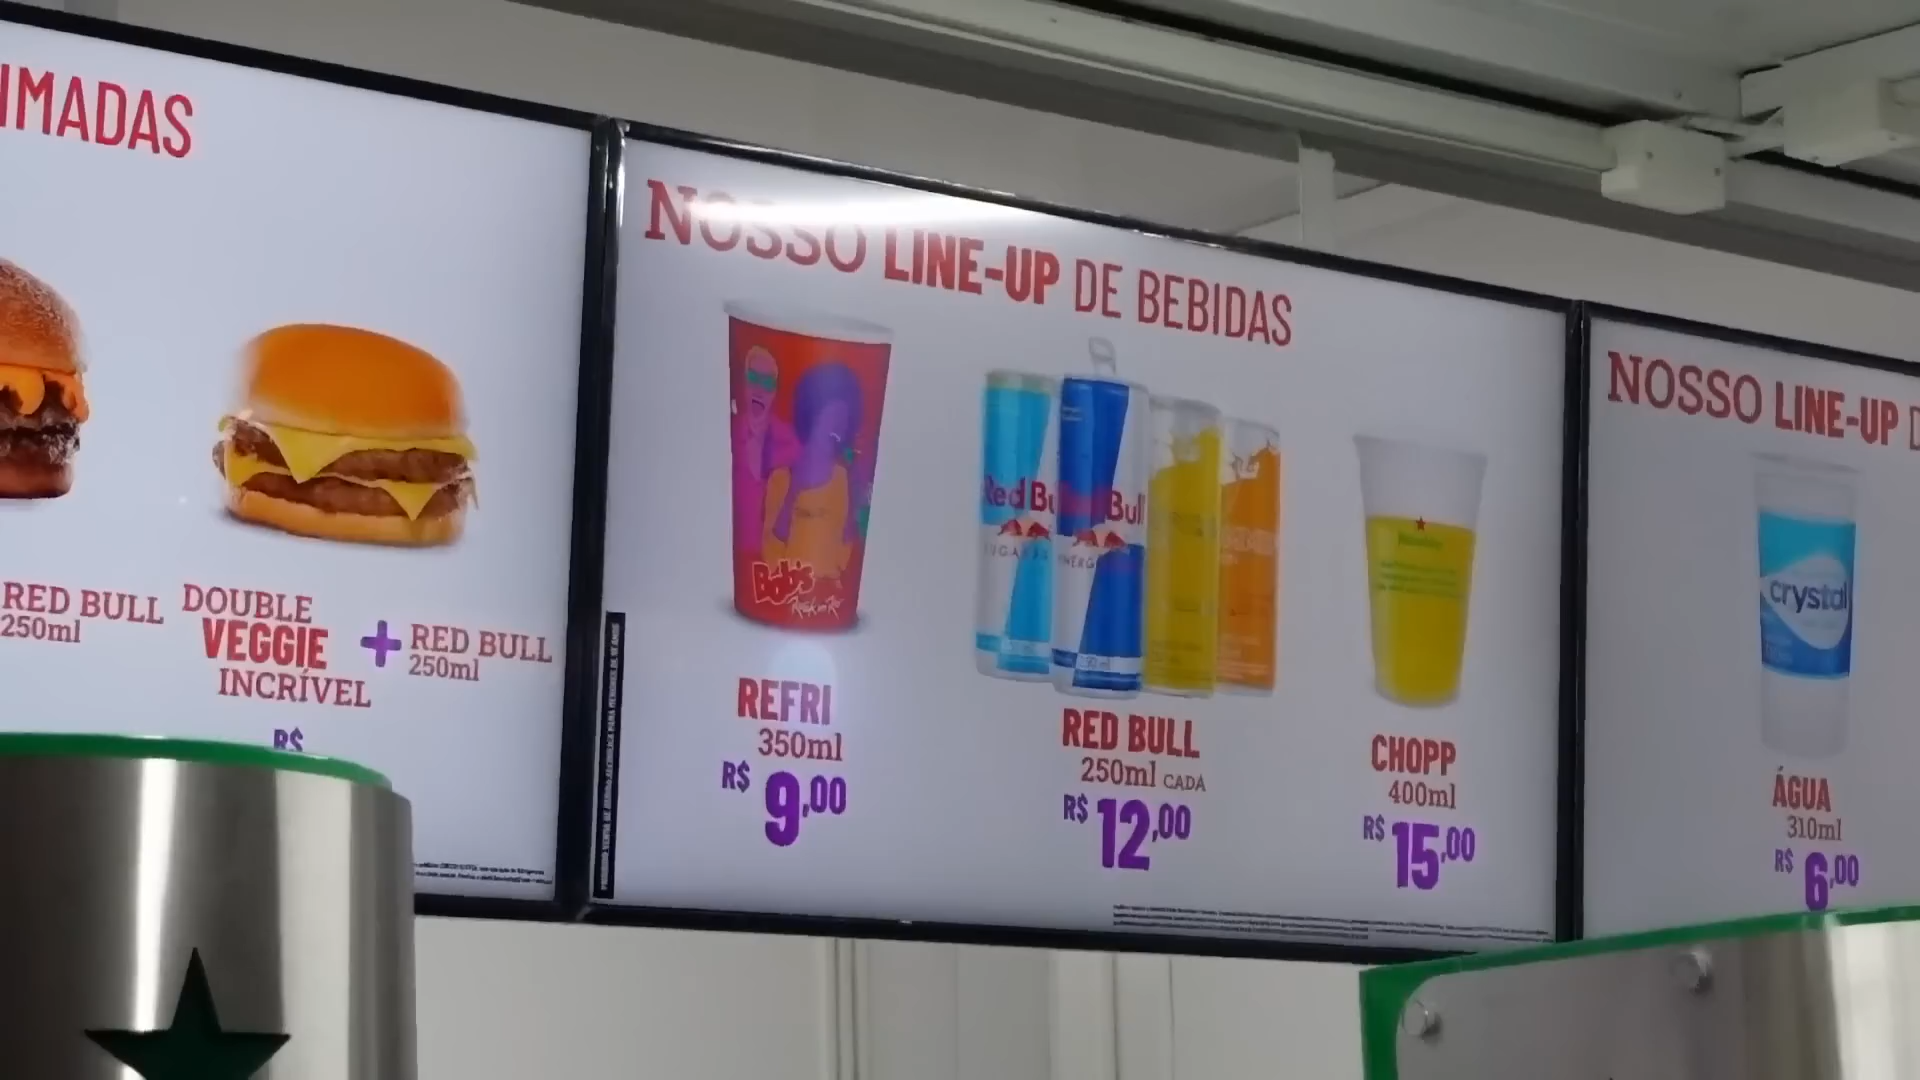 IMADAS
RED BULL
250ml
DOUBLE
VEGGIE
INCRÍVEL
+ RED BULL
250ml
R$
NOSSO LINE-UP DE BEBIDAS
Bob's
Red Bull
Red Bull
REFRI
350ml
R$ 9,00
RED BULL
250ml CADA
R$ 12,00
CHOPP
400ml
R$ 15,00
NOSSO LINE-UP D
crystal
ÁGUA
310ml
R$ 6,00